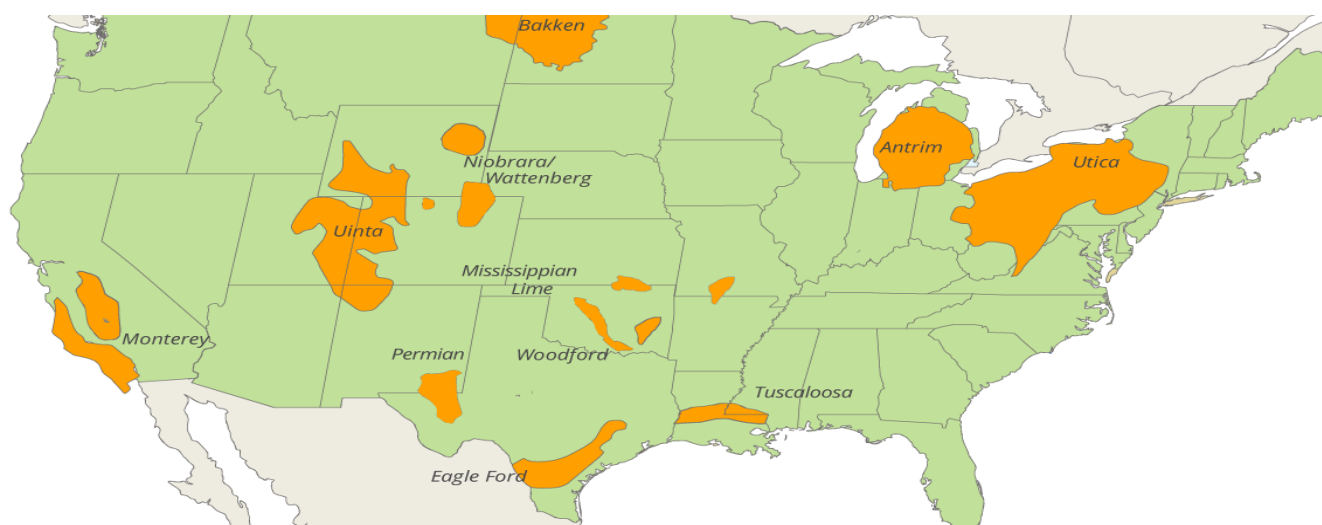 Bakken
Antrim
Utica
Niobrara/
Wattenberg
Uinta
Mississippian
Lime
Monterey
Permian
Woodford
Tuscaloosa
Eagle Ford